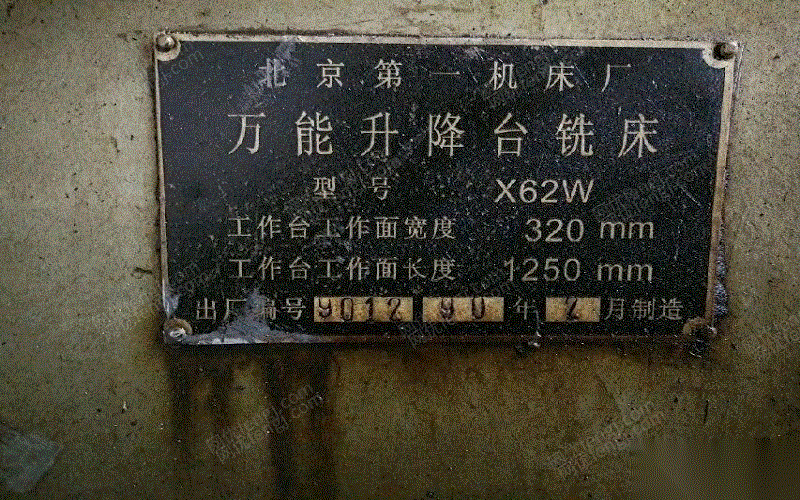 北京第一机床厂
万能升降台铣床
型号 X62W
工作台工作面宽度 320 mm
工作台工作面长度 1250 mm
出厂编号 9012 90 年 2 月制造